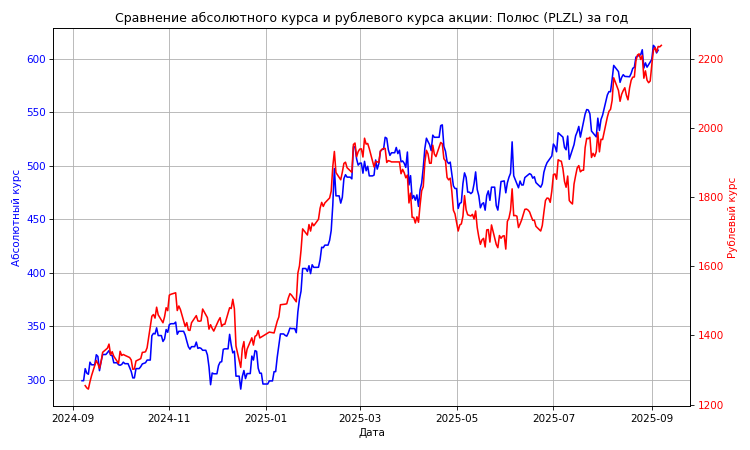 Сравнение абсолютного курса и рублевого курса акции: Полюс (PLZL) за год
Абсолютный курс
600
550
500
450
400
350
300
2200
2000
1800
1600
1400
1200
Рублевый курс
2024-09 2024-11 2025-01 2025-03 2025-05 2025-07 2025-09
Дата